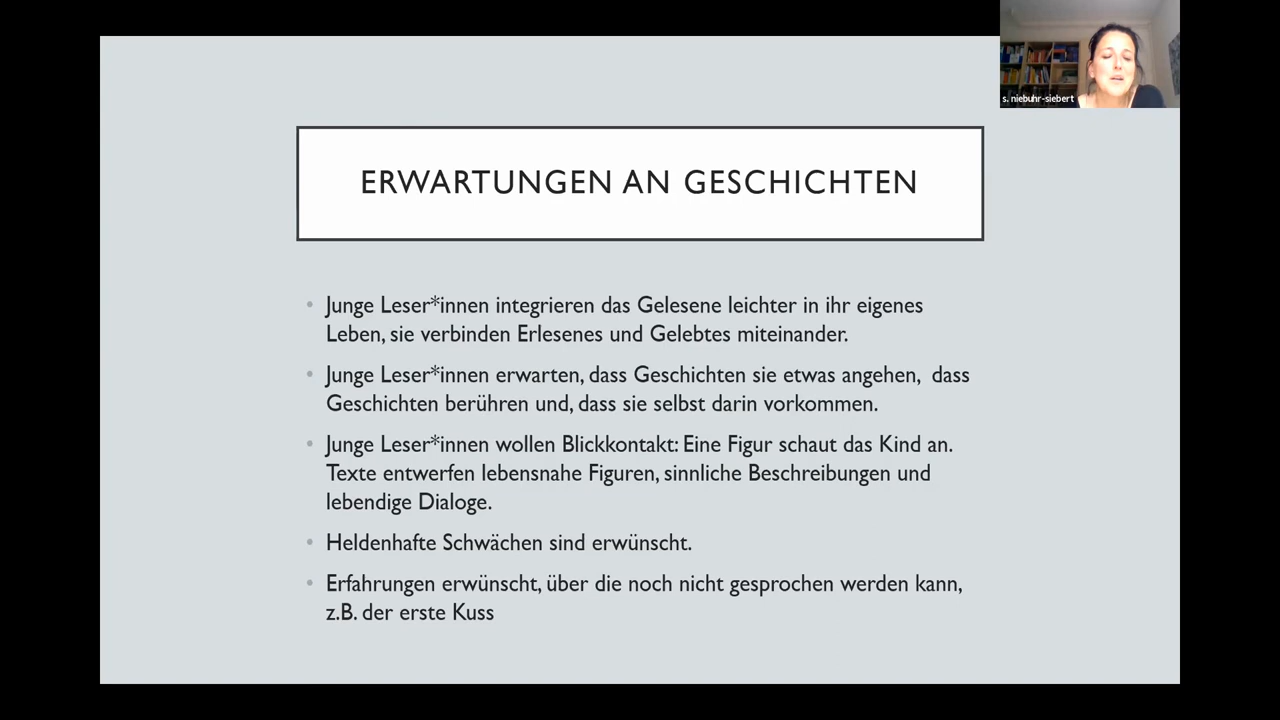 s. niebuhr-siebert
ERWARTUNGEN AN GESCHICHTEN
• Junge Leser*innen integrieren das Gelesene leichter in ihr eigenes
Leben, sie verbinden Erlesenes und Gelebtes miteinander.
• Junge Leser*innen erwarten, dass Geschichten sie etwas angehen,  dass
Geschichten berühren und, dass sie selbst darin vorkommen.
• Junge Leser*innen wollen Blickkontakt: Eine Figur schaut das Kind an.
Texte entwerfen lebensnahe Figuren, sinnliche Beschreibungen und
lebendige Dialoge.
• Heldenhafte Schwächen sind erwünscht.
• Erfahrungen erwünscht, über die noch nicht gesprochen werden kann,
z.B. der erste Kuss